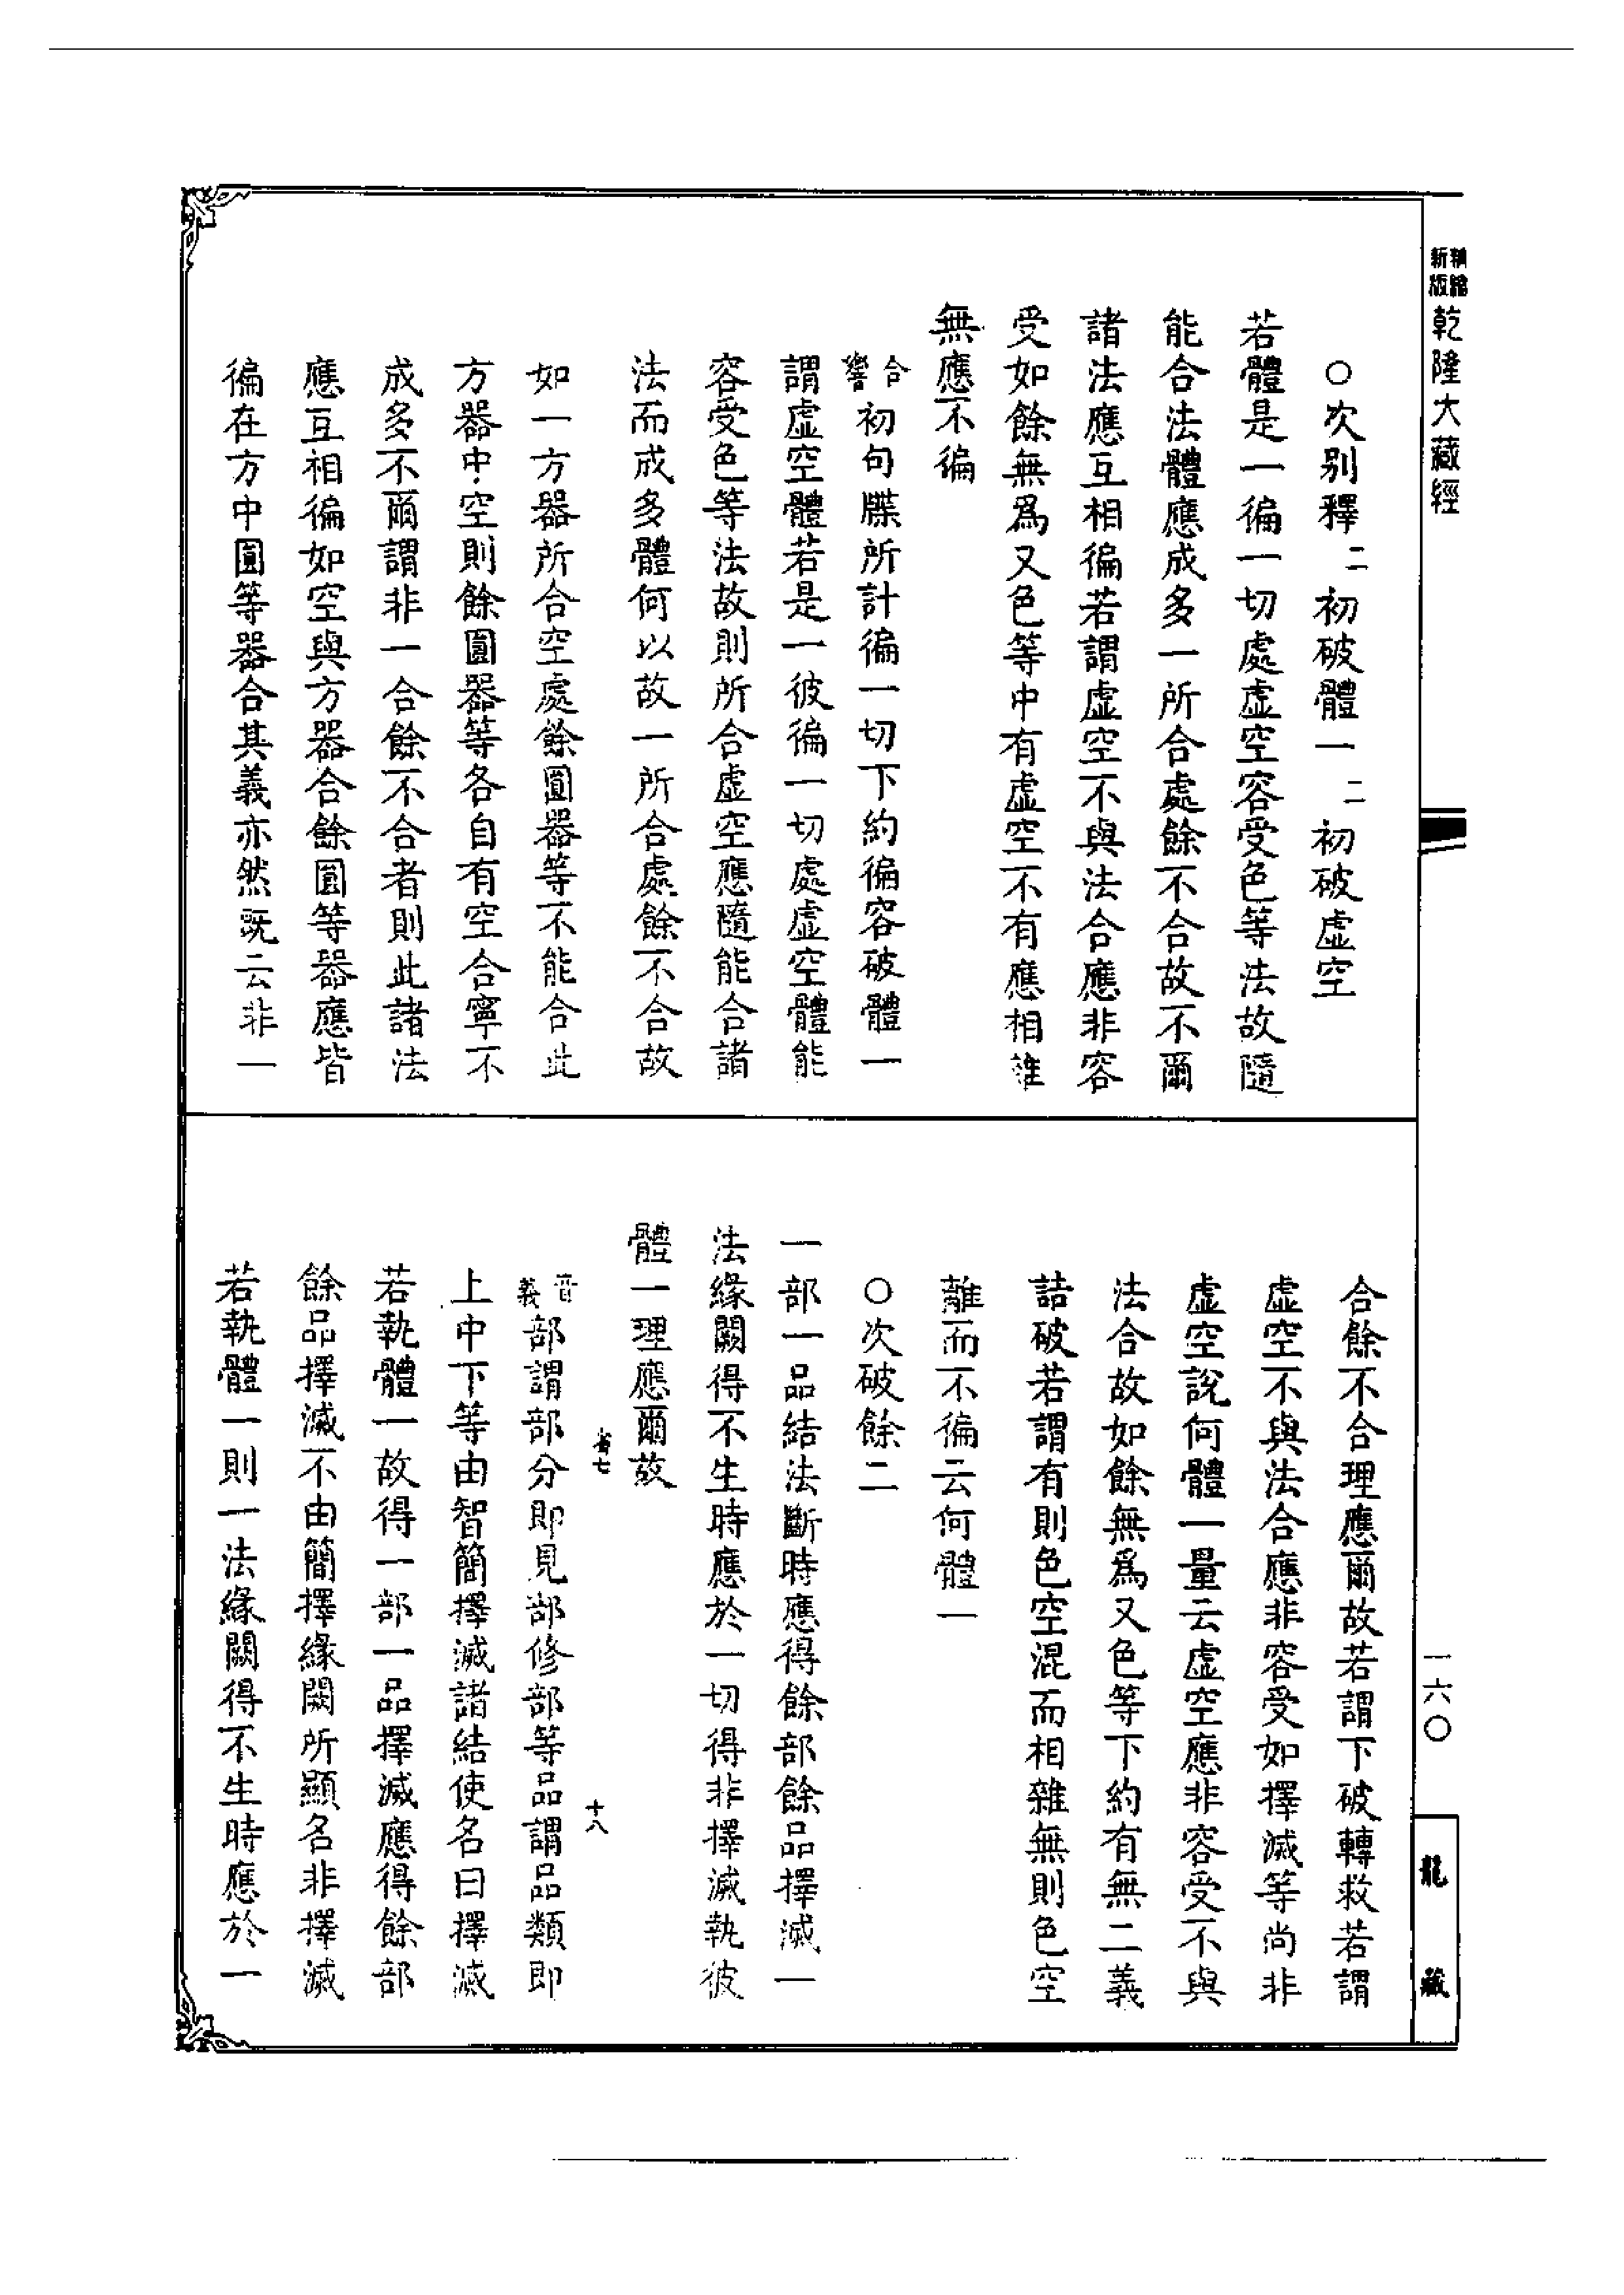 精縮
新版
乾隆大藏經
○次別釋二初破體一二初破虛空
若體是一徧一切處虛空容受色等法故隨
能合法體應成多一所合處餘不合故不爾
諸法應互相徧若謂虛空不與法合應非容
受如餘無爲又色等中有虛空不有應相雜
無應不徧
合
響
初句牒所計徧一切下約徧容破體一
謂虛空體若是一彼徧一切處虛空體能
容受色等法故則所合虛空應隨能合諸
法而成多體何以故一所合處餘不合故
如一方器所合空處餘圓器等不能合此
方器中空則餘圓器等各自有空合寧不
成多不爾謂非一合餘不合者則此諸法
應互相徧如空與方器合餘圓等器應皆
徧在方中圓等器合其義亦然既云非一
合餘不合理應爾故若謂下破轉救若謂
虛空不與法合應非容受如擇滅等尚非
虛空說何體一量云虛空應非容受不與
法合故如餘無爲又色等下約有無二義
詰破若謂有則色空混而相雜無則色空
離而不徧云何體一
○次破餘二
一部一品結法斷時應得餘部餘品擇滅一
法緣闕得不生時應於一切得非擇滅執彼
體一理應爾故
省七
十八
音
義
部謂部分即見部修部等品謂品類即
上中下等由智簡擇滅諸結使名曰擇滅
若執體一故得一部一品擇滅應得餘部
餘品擇滅不由簡擇緣闕所顯名非擇滅
若執體一則一法緣闕得不生時應於一
一六〇
龍藏